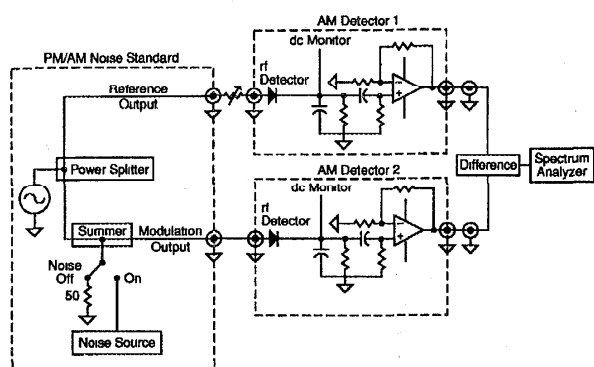 AM Detector 1
dc Monitor
PM/AM Noise Standard
rf
Detector
Reference
Output
−
+
Difference
Spectrum
Analyzer
Power Splitter
AM Detector 2
dc Monitor
rf
Detector
−
+
Summer
Modulation
Output
Noise
Off
On
50
Noise Source